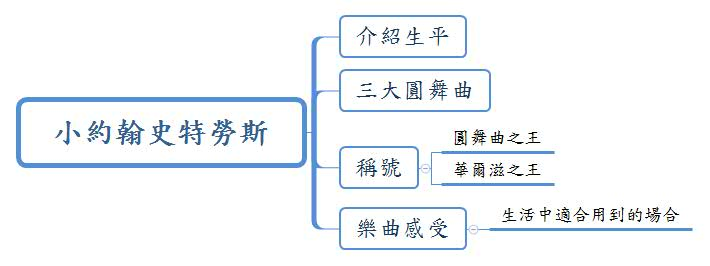 小約翰史特勞斯
介紹生平
三大圓舞曲
稱號
圓舞曲之王
華爾滋之王
樂曲感受
生活中適合用到的場合